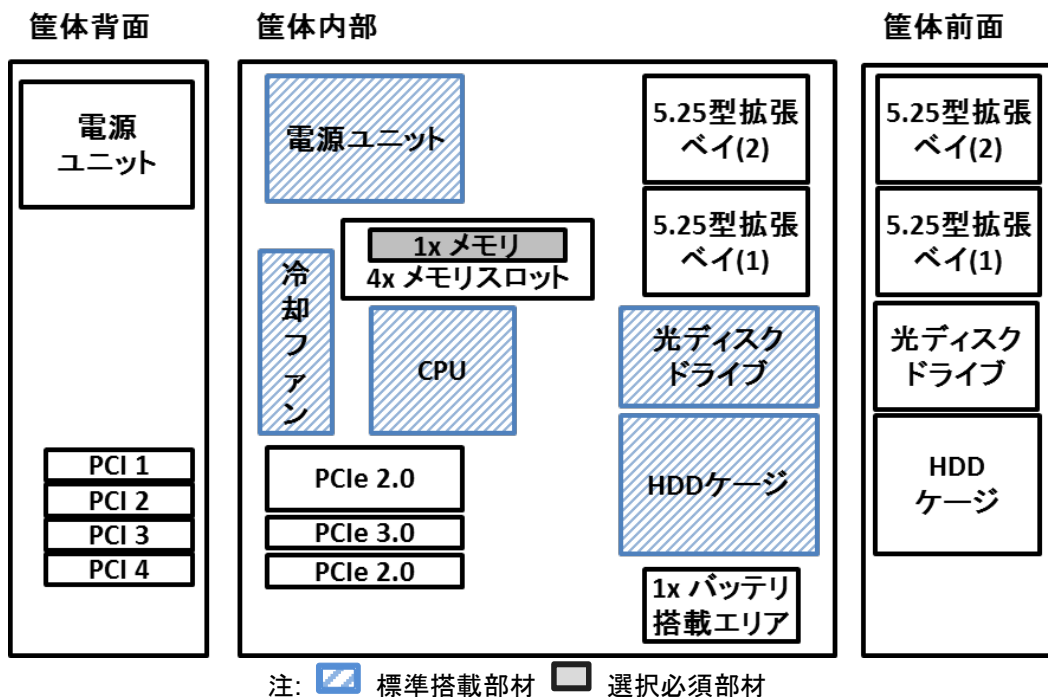 筐体背面
電源
ユニット
PCI 1
PCI 2
PCI 3
PCI 4
筐体内部
電源ユニット
5.25型拡張
ベイ(2)
1x メモリ
4x メモリスロット
5.25型拡張
ベイ(1)
冷却ファン
CPU
光ディスク
ドライブ
PCIe 2.0
PCIe 3.0
PCIe 2.0
HDDケージ
1x バッテリ
搭載エリア
筐体前面
5.25型拡張
ベイ(2)
5.25型拡張
ベイ(1)
光ディスク
ドライブ
HDD
ケージ
注: 標準搭載部材 選択必須部材